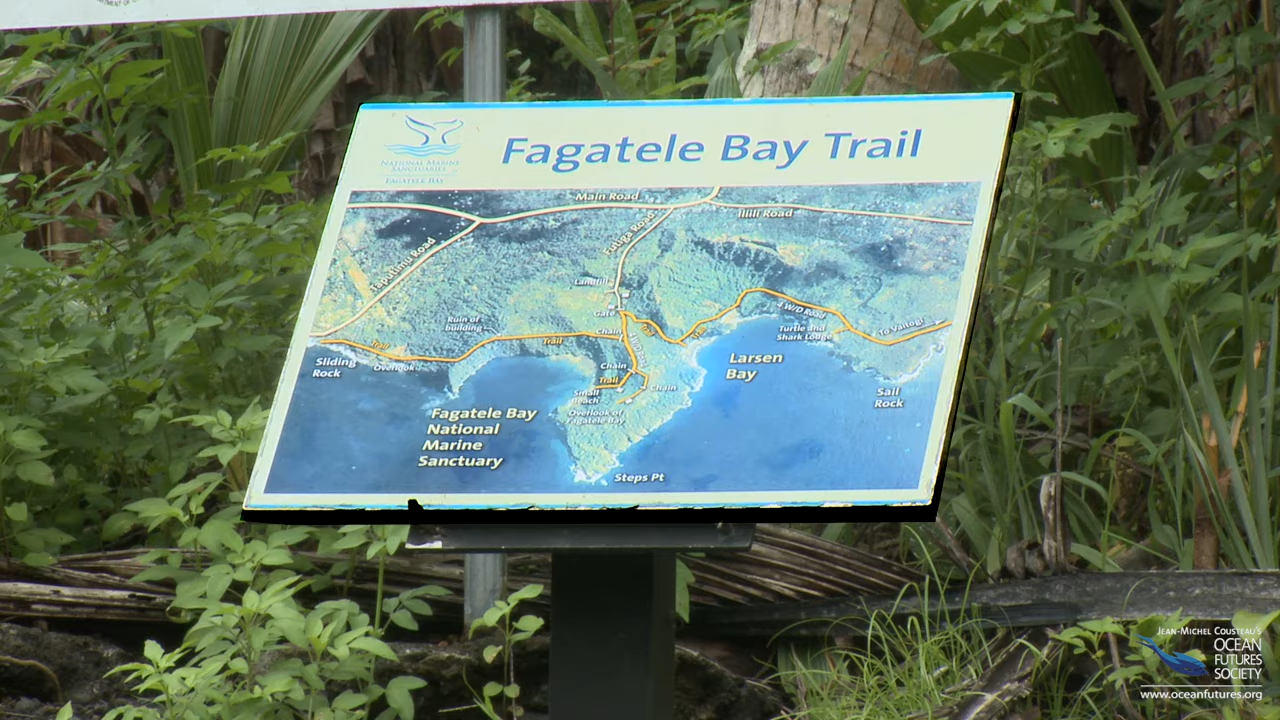 NATIONAL MARINE
SANCTUARIES
FAGATELE BAY
Fagatele Bay Trail
Main Road
Ilili Road
Futiga Road
Taputimu Road
Landfill
Gate
Ruin of
building
Chain
Trail
Trail
Trail
Overlook
4 W/D Road
Turtle and
Shark Lodge
To Vaitogi
Sliding
Rock
Larsen
Bay
Chain
Trail
Chain
Small
Beach
Overlook of
Fagatele Bay
Sail
Rock
Fagatele Bay
National
Marine
Sanctuary
Steps Pt
JEAN-MICHEL COUSTEAU'S
OCEAN
FUTURES
SOCIETY
www.oceanfutures.org